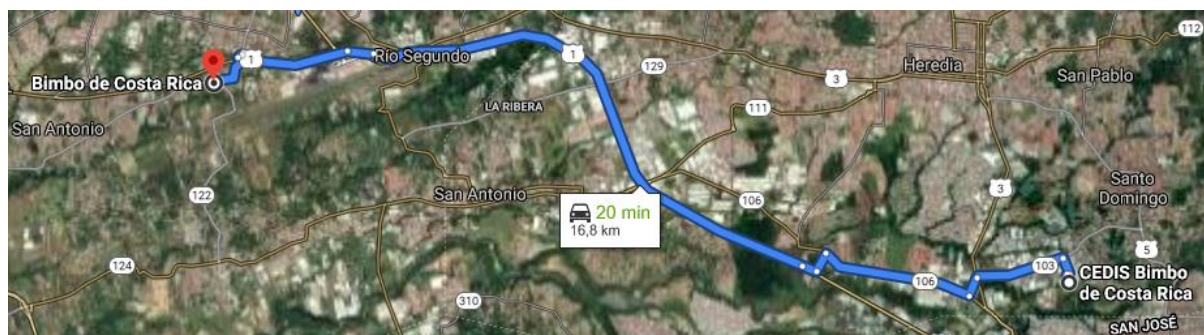 112
1
Río Segundo
1
Heredia
Bimbo de Costa Rica
129
3
San Pablo
LA RIBERA
111
San Antonio
122
San Antonio
106
3
Santo
Domingo
20 min
16,8 km
5
124
103
106
CEDIS Bimbo
de Costa Rica
310
SAN JOSÉ